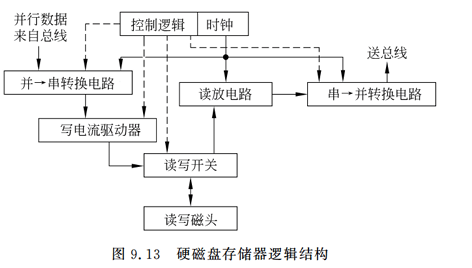 并行数据
来自总线
控制逻辑 时钟
送总线
并→串转换电路
读放电路
串→并转换电路
写电流驱动器
读写开关
读写磁头
图 9.13 硬磁盘存储器逻辑结构